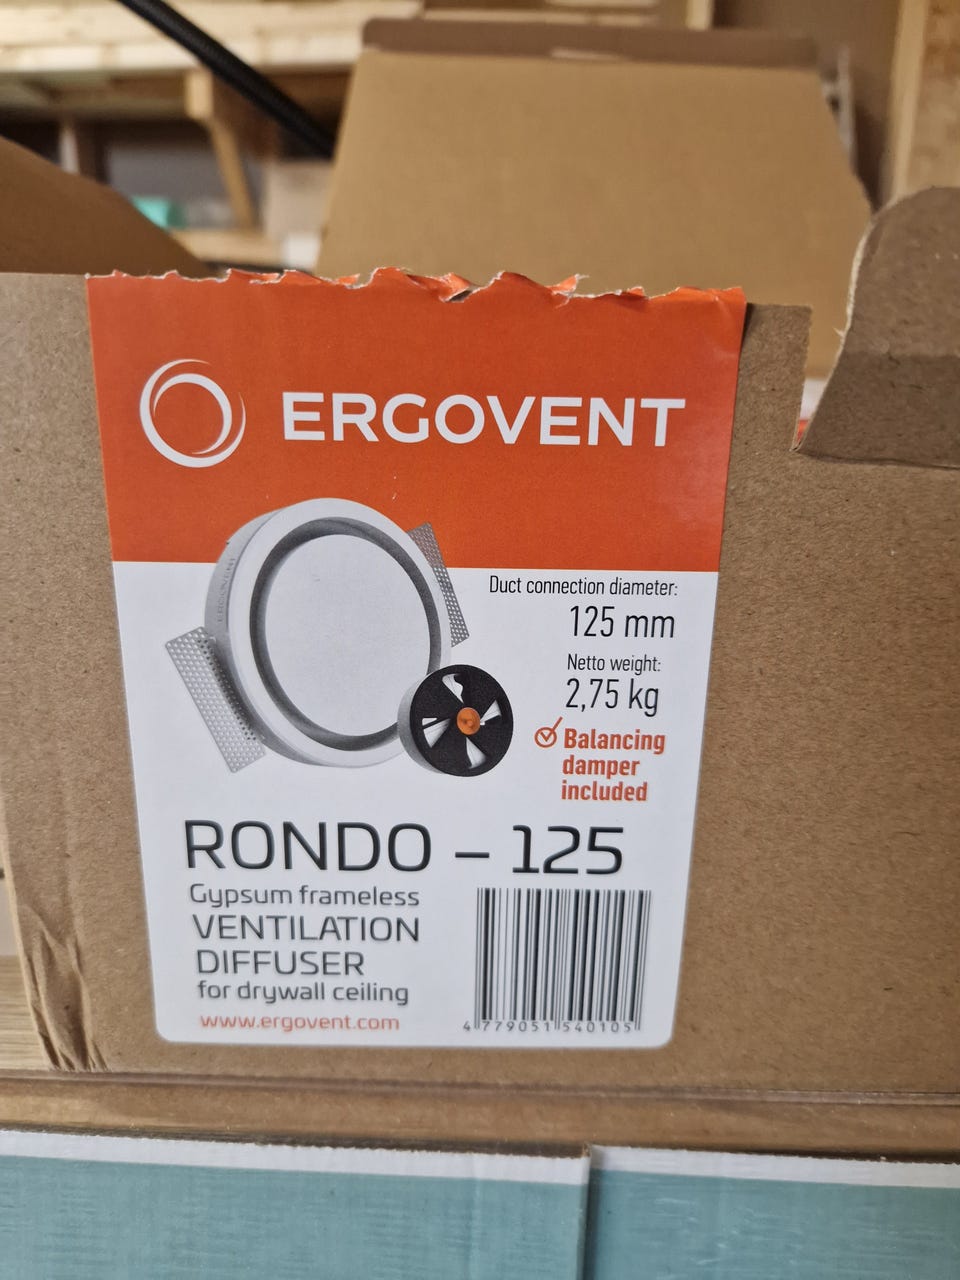 ERGOVENT
ERGOVENT
Duct connection diameter:
125 mm
Netto weight:
2,75 kg
Balancing
damper
included
RONDO – 125
Gypsum frameless
VENTILATION
DIFFUSER
for drywall ceiling
www.ergovent.com
4 779051 540105